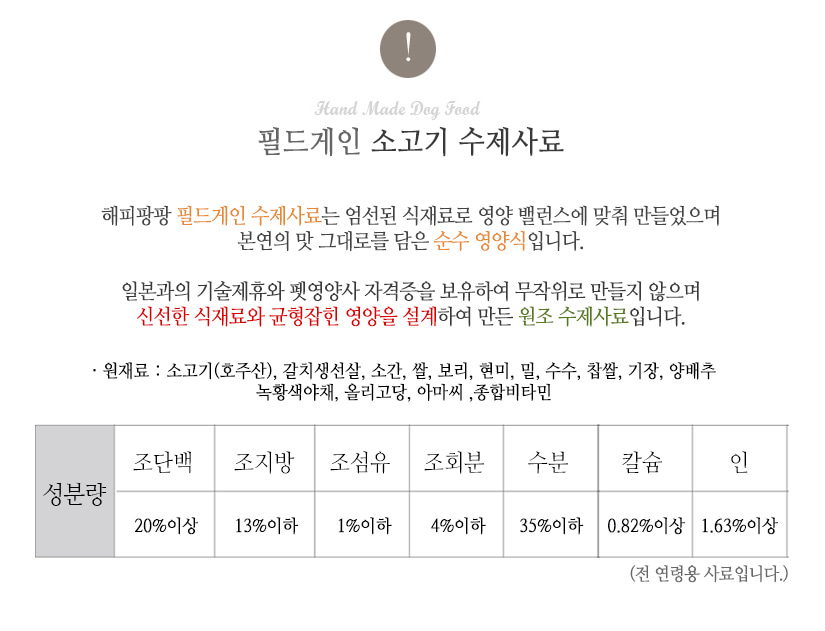 !
Hand Made Dog Food
필드게인 소고기 수제사료
해피팡팡 필드게인 수제사료는 엄선된 식재료로 영양 밸런스에 맞춰 만들었으며
본연의 맛 그대로를 담은 순수 영양식입니다.
일본과의 기술제휴와 펫영양사 자격증을 보유하여 무작위로 만들지 않으며
신선한 식재료와 균형잡힌 영양을 설계하여 만든 원조 수제사료입니다.
· 원재료 : 소고기(호주산), 갈치생선살, 소간, 쌀, 보리, 현미, 밀, 수수, 찹쌀, 기장, 양배추
녹황색야채, 올리고당, 아마씨 ,종합비타민
성분량 조단백 조지방 조섬유 조회분 수분 칼슘 인
20%이상 13%이하 1%이하 4%이하 35%이하 0.82%이상 1.63%이상
(전 연령용 사료입니다.)